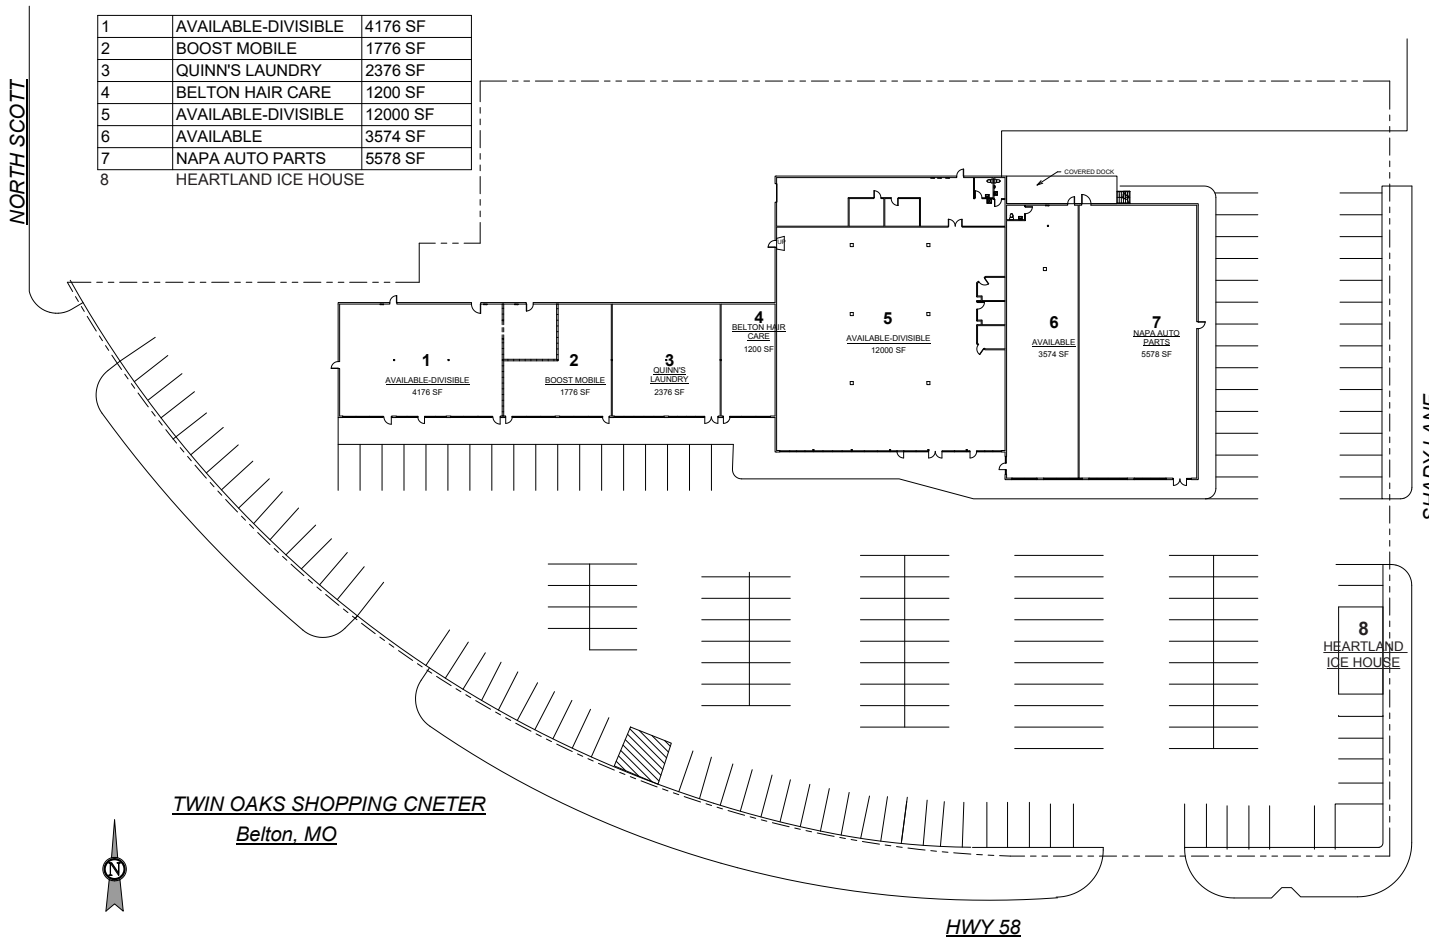 1 AVAILABLE-DIVISIBLE 4176 SF
2 BOOST MOBILE 1776 SF
3 QUINN'S LAUNDRY 2376 SF
4 BELTON HAIR CARE 1200 SF
5 AVAILABLE-DIVISIBLE 12000 SF
6 AVAILABLE 3574 SF
7 NAPA AUTO PARTS 5578 SF
8 HEARTLAND ICE HOUSE
NORTH SCOTT
COVERED DOCK
UP
1
AVAILABLE-DIVISIBLE
4176 SF
2
BOOST MOBILE
1776 SF
3
QUINN'S
LAUNDRY
2376 SF
4
BELTON HAIR
CARE
1200 SF
5
AVAILABLE-DIVISIBLE
12000 SF
6
AVAILABLE
3574 SF
7
NAPA AUTO
PARTS
5578 SF
SHADY LANE
8
HEARTLAND
ICE HOUSE
TWIN OAKS SHOPPING CNETER
Belton, MO
N
HWY 58